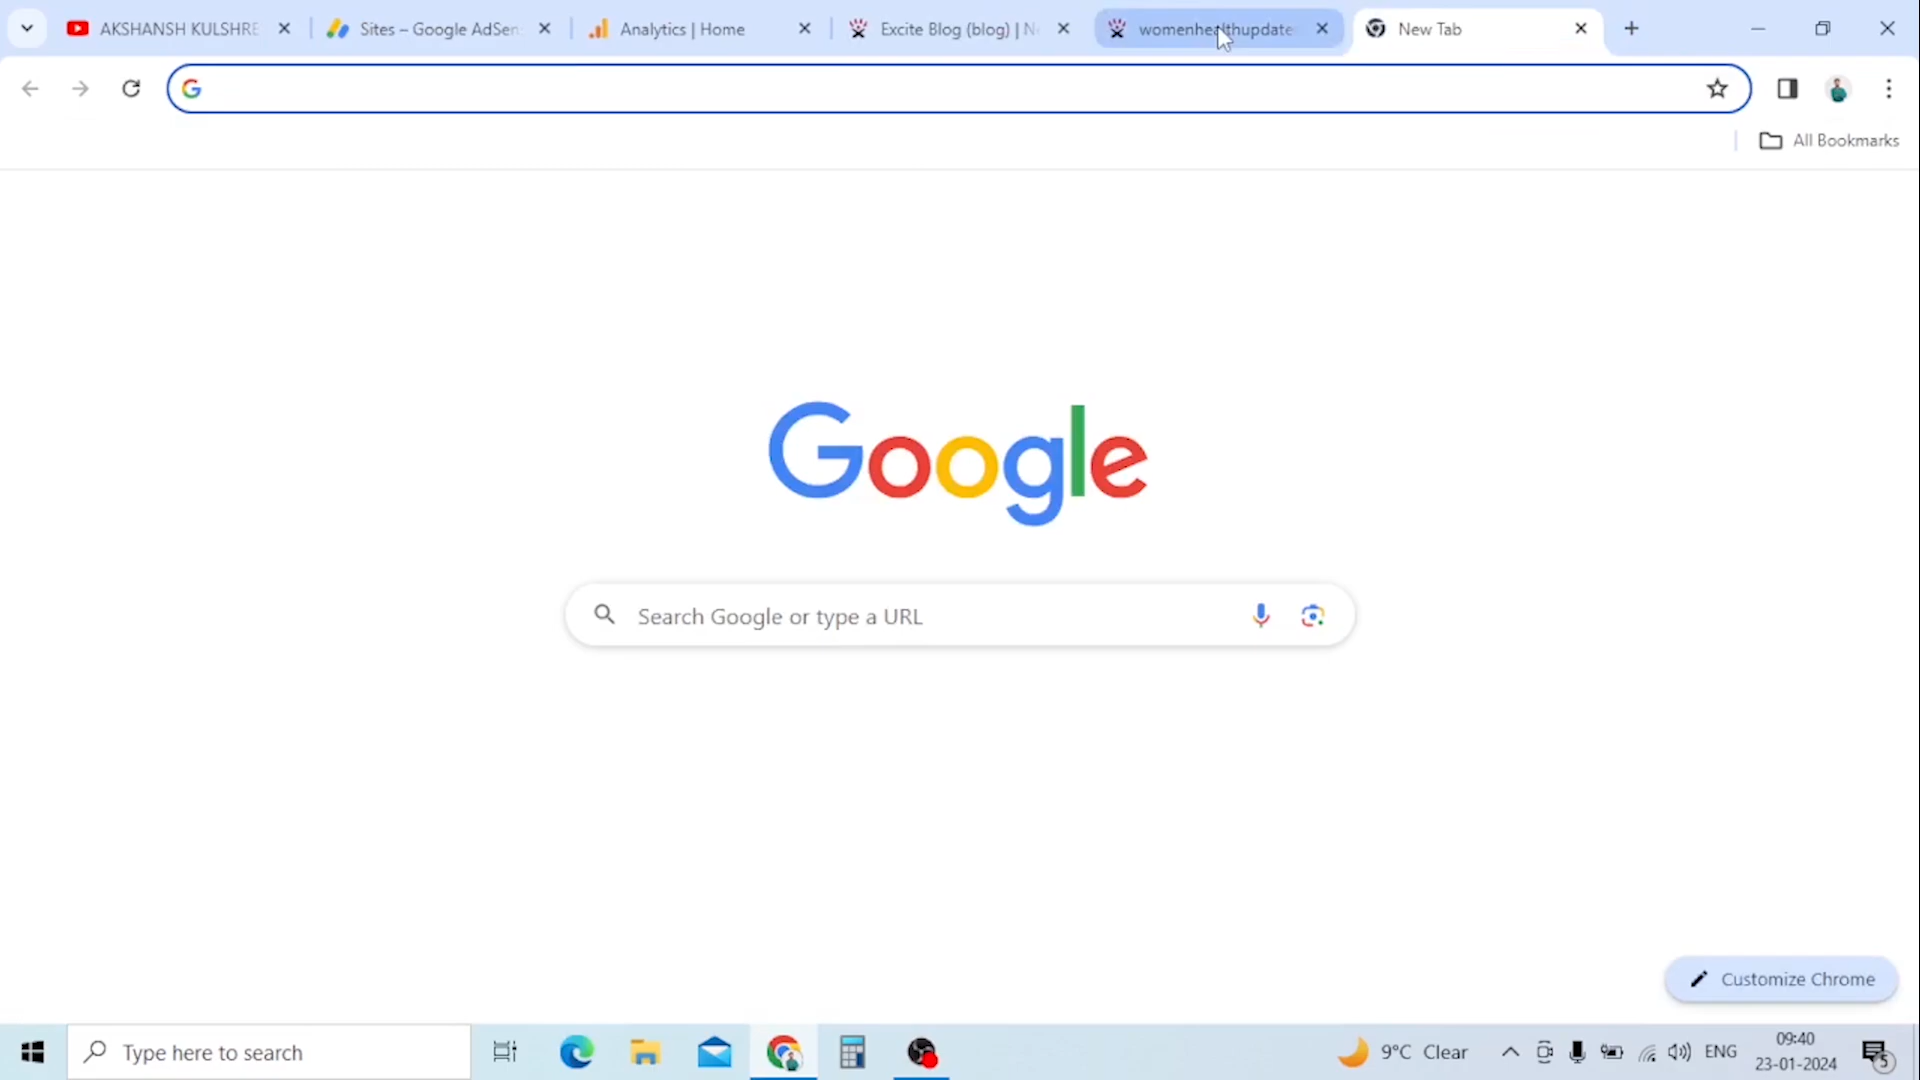 AKSHANSH KULSHRE
Sites – Google AdSen
Analytics | Home
Excite Blog (blog) | N
womenhealthupdate
New Tab
All Bookmarks
Google
Search Google or type a URL
Customize Chrome
Type here to search
9°C Clear
ENG
09:40
23-01-2024
5